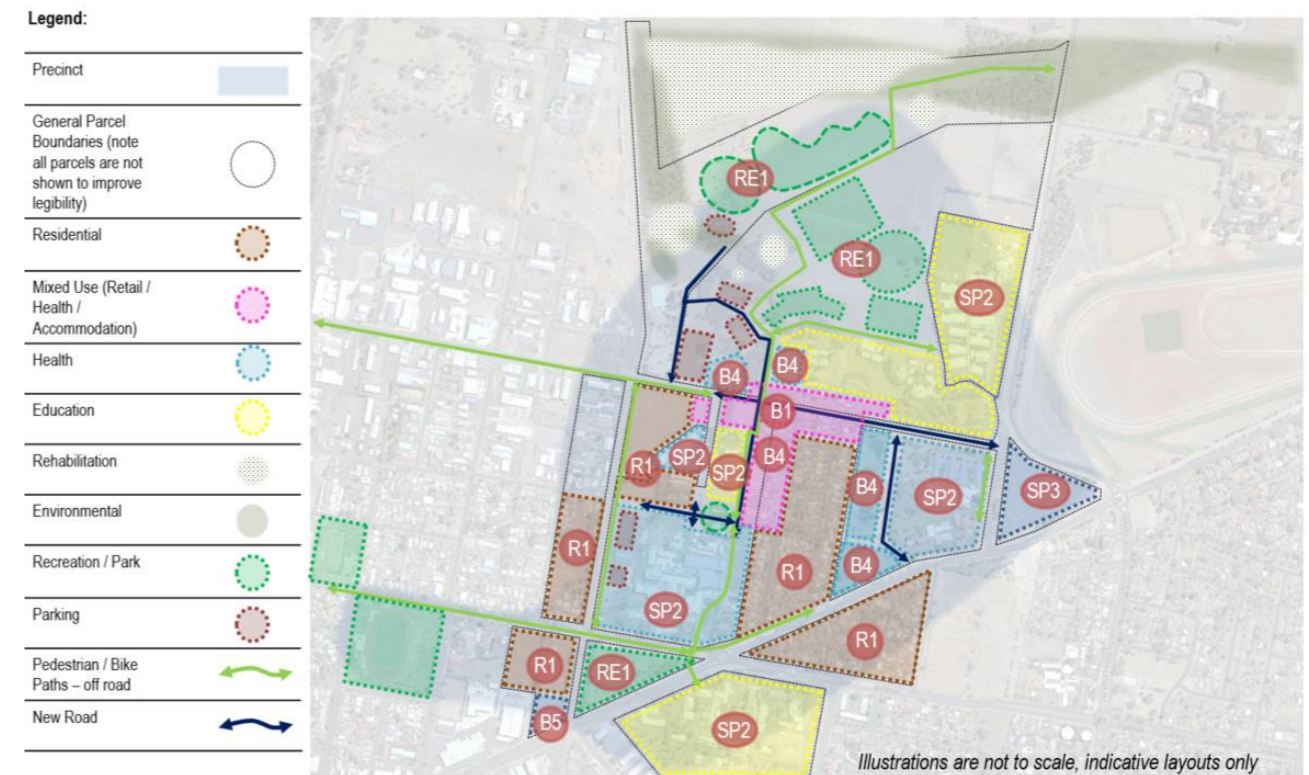 Legend:
Precinct
General Parcel
Boundaries (note
all parcels are not
shown to improve
legibility)
Residential
Mixed Use (Retail /
Health /
Accommodation)
Health
Education
Rehabilitation
Environmental
Recreation / Park
Parking
Pedestrian / Bike
Paths – off road
New Road
RE1
RE1
SP2
B4
B4
B1
R1
SP2
SP2
B4
B4
SP2
SP3
R1
R1
B4
SP2
R1
R1
RE1
B5
SP2
Illustrations are not to scale, indicative layouts only